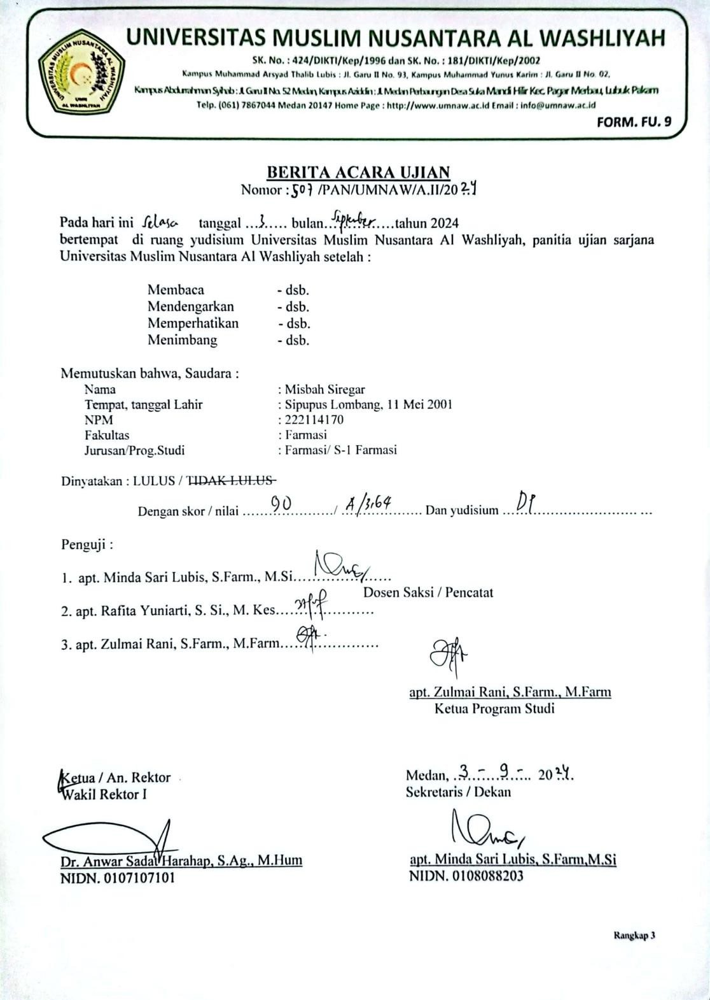 UNIVERSITAS MUSLIM NUSANTARA AL WASHLIYAH
SK. No. : 424/DIKTI/Kep/1996 dan SK. No. : 181/DIKTI/Kep/2002
Kampus Muhammad Arsyad Thalib Lubis : Jl. Garu II No. 93, Kampus Muhammad Yunus Karim : Jl. Garu II No. 02,
Kampus Abdurrahman Syihab : Jl. Garu II No. 52 Medan, Kampus Aziddin : Jl. Medan Perbaungan Desa Suka Mandi Hilir Kec. Pagar Merbau, Lubuk Pakam
Telp. (061) 7867044 Medan 20147 Home Page : http://www.umnaw.ac.id Email : info@umnaw.ac.id
FORM. FU. 9
UNIVERSITAS MUSLIM NUSANTARA AL WASHLIYAH
UMN
AL WASHLIYAH
BERITA ACARA UJIAN
Nomor : 507 /PAN/UMNAW/A.II/2024
Pada hari ini Selasa tanggal ...3..... bulan...September.....tahun 2024
bertempat di ruang yudisium Universitas Muslim Nusantara Al Washliyah, panitia ujian sarjana
Universitas Muslim Nusantara Al Washliyah setelah :
Membaca - dsb.
Mendengarkan - dsb.
Memperhatikan - dsb.
Menimbang - dsb.
Memutuskan bahwa, Saudara :
Nama : Misbah Siregar
Tempat, tanggal Lahir : Sipupus Lombang, 11 Mei 2001
NPM : 222114170
Fakultas : Farmasi
Jurusan/Prog.Studi : Farmasi/ S-1 Farmasi
Dinyatakan : LULUS / TIDAK LULUS
Dengan skor / nilai ......90........../ ..A/3,64........ Dan yudisium .....DP..............................
Penguji :
1. apt. Minda Sari Lubis, S.Farm., M.Si......................
Dosen Saksi / Pencatat
2. apt. Rafita Yuniarti, S. Si., M. Kes......................
3. apt. Zulmai Rani, S.Farm., M.Farm......................
apt. Zulmai Rani, S.Farm., M.Farm
Ketua Program Studi
Ketua / An. Rektor
Wakil Rektor I
Medan, ..3..-...9..-.. 2024.
Sekretaris / Dekan
Dr. Anwar Sadat Harahap, S.Ag., M.Hum
NIDN. 0107107101
apt. Minda Sari Lubis, S.Farm,M.Si
NIDN. 0108088203
Rangkap 3